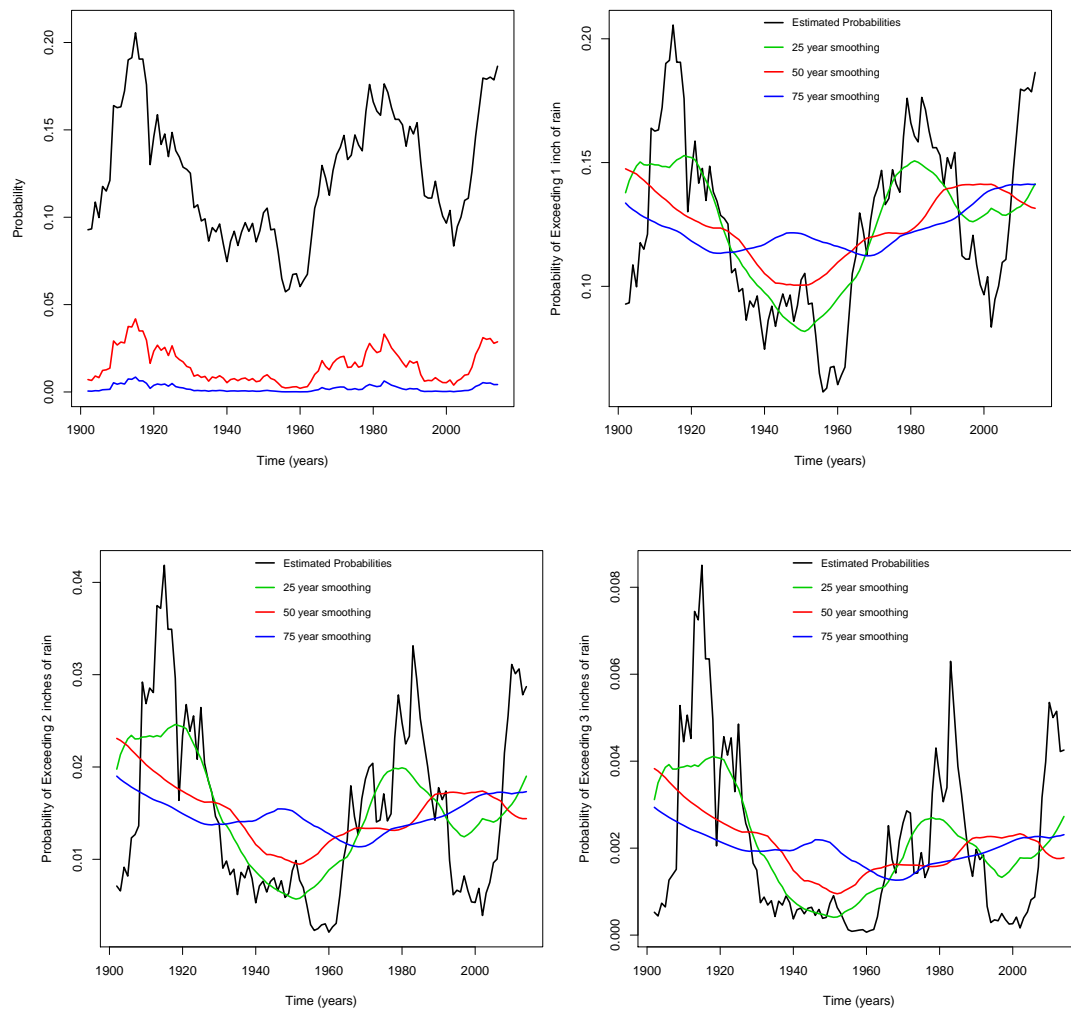 Probability
0.00
0.05
0.10
0.15
0.20
1900
1920
1940
1960
1980
2000
Time (years)
Probability of Exceeding 1 inch of rain
0.10
0.15
0.20
Estimated Probabilities
25 year smoothing
50 year smoothing
75 year smoothing
1900
1920
1940
1960
1980
2000
Time (years)
Probability of Exceeding 2 inches of rain
0.01
0.02
0.03
0.04
Estimated Probabilities
25 year smoothing
50 year smoothing
75 year smoothing
1900
1920
1940
1960
1980
2000
Time (years)
Probability of Exceeding 3 inches of rain
0.000
0.002
0.004
0.006
0.008
Estimated Probabilities
25 year smoothing
50 year smoothing
75 year smoothing
1900
1920
1940
1960
1980
2000
Time (years)